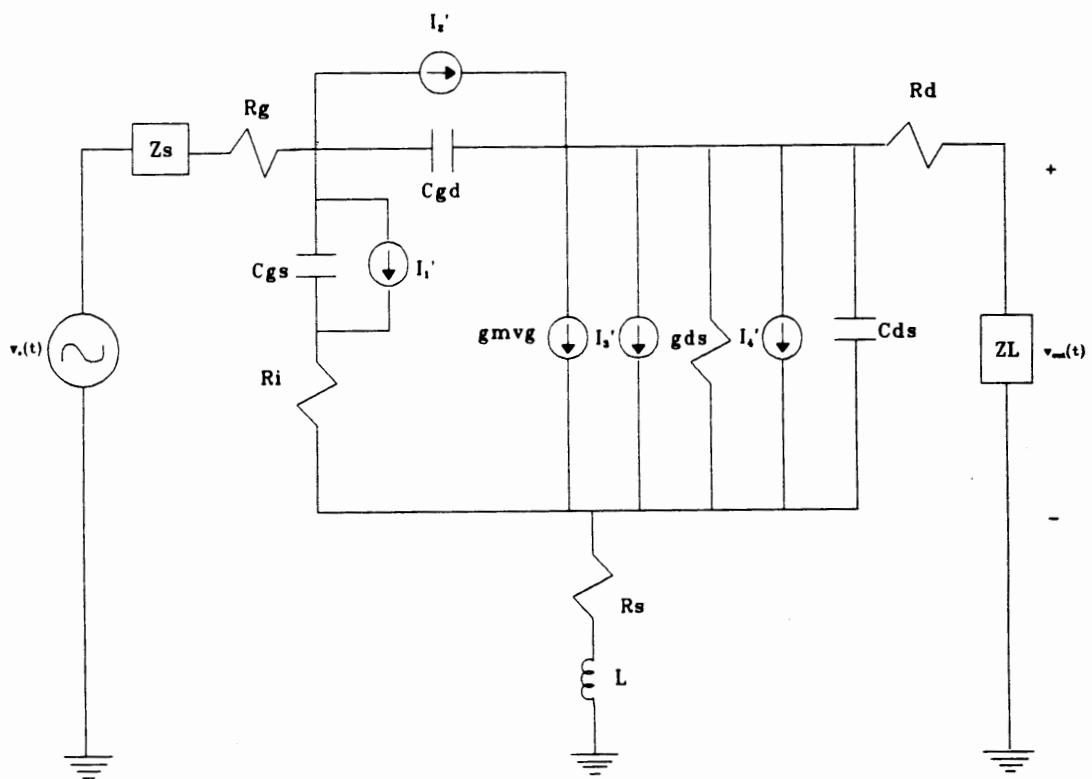 I₂'
Rg
Rd
Zs
+
Cgd
Cgs
I₁'
gmvg
I₃'
gds
I₄'
Cds
ZL
Ri
-
Rs
L